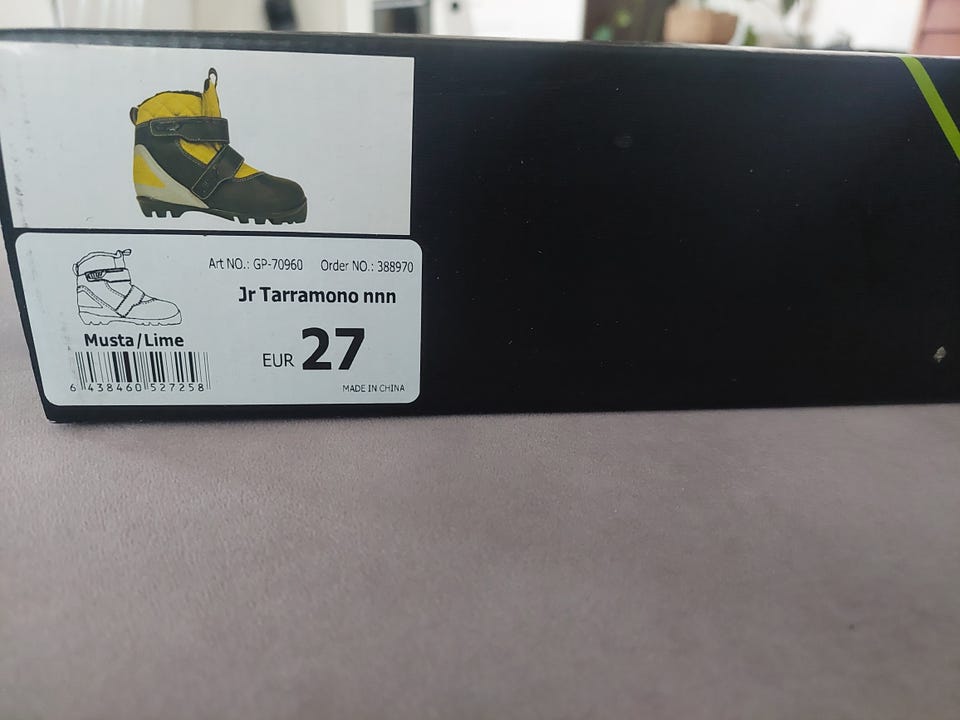 Art NO.: GP-70960 Order NO.: 388970
Jr Tarramono nnn
Musta/Lime
EUR 27
6 438460 527258
MADE IN CHINA